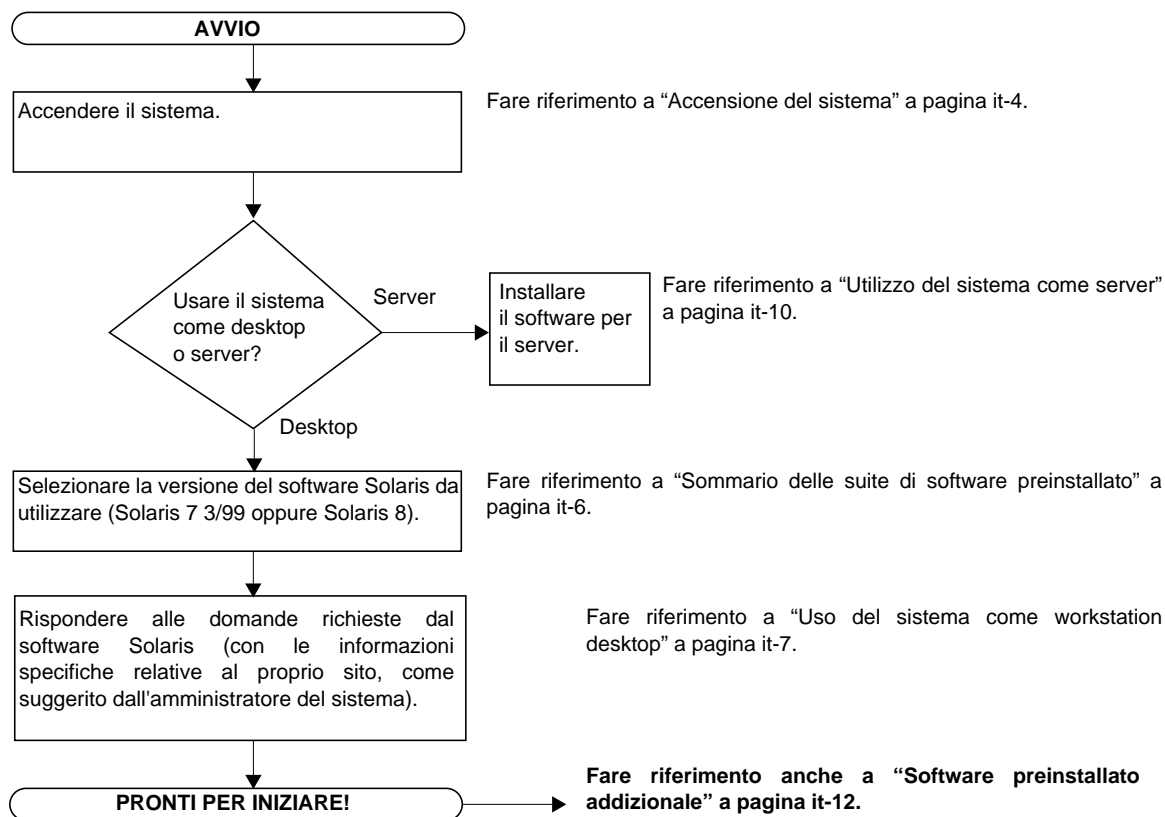 AVVIO
Accendere il sistema.
Fare riferimento a “Accensione del sistema” a pagina it-4.
Usare il sistema
come desktop
o server?
Server
Installare
il software per
il server.
Fare riferimento a “Utilizzo del sistema come server”
a pagina it-10.
Desktop
Selezionare la versione del software Solaris da
utilizzare (Solaris 7 3/99 oppure Solaris 8).
Fare riferimento a “Sommario delle suite di software preinstallato” a
pagina it-6.
Rispondere alle domande richieste dal
software Solaris (con le informazioni
specifiche relative al proprio sito, come
suggerito dall'amministratore del sistema).
Fare riferimento a “Uso del sistema come workstation
desktop” a pagina it-7.
PRONTI PER INIZIARE!
Fare riferimento anche a “Software preinstallato
addizionale” a pagina it-12.